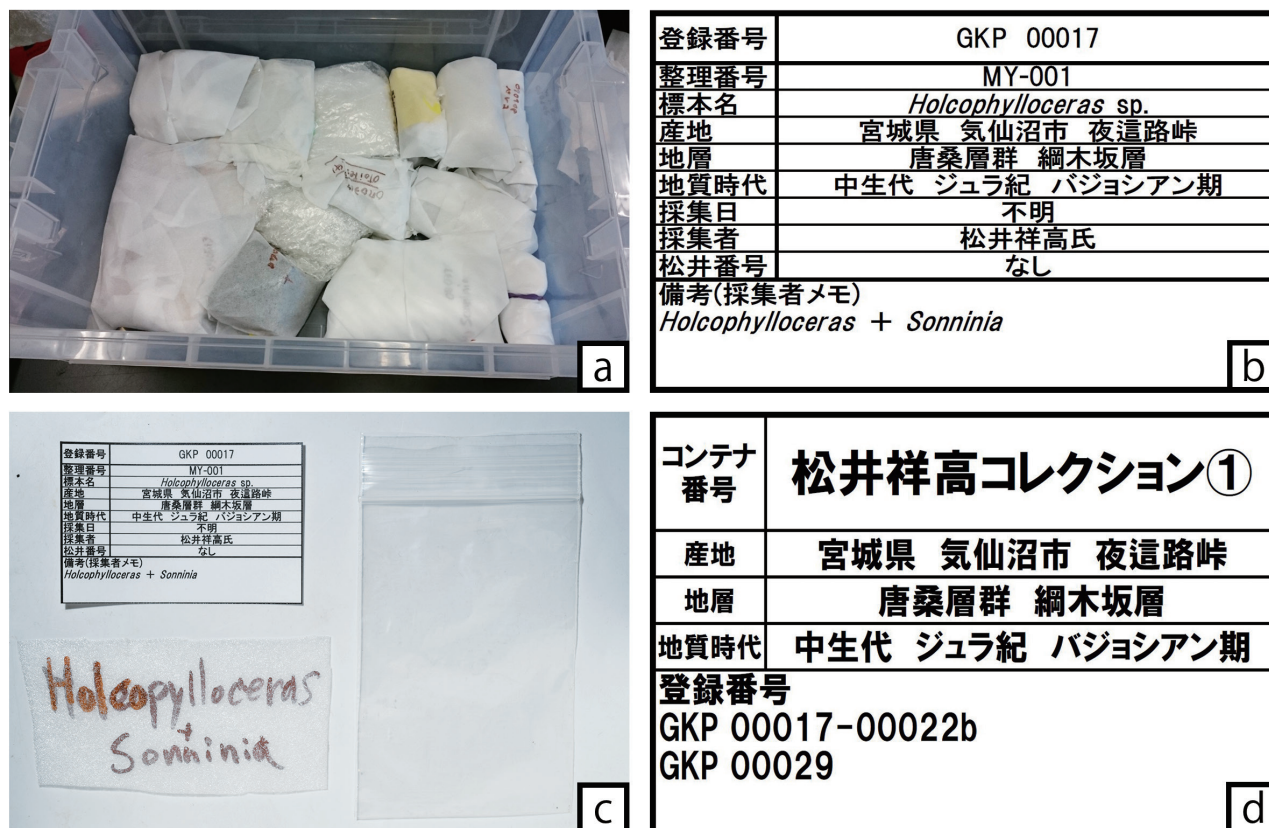 a
登録番号 GKP 00017
整理番号 MY-001
標本名 Holcophylloceras sp.
産地 宮城県 気仙沼市 夜這路峠
地層 唐桑層群 綱木坂層
地質時代 中生代 ジュラ紀 バジョシアン期
採集日 不明
採集者 松井祥高氏
松井番号 なし
備考(採集者メモ)
Holcophylloceras + Sonninia
b
登録番号 GKP 00017
整理番号 MY-001
標本名 Holcophylloceras sp.
産地 宮城県 気仙沼市 夜這路峠
地層 唐桑層群 綱木坂層
地質時代 中生代 ジュラ紀 バジョシアン期
採集日 不明
採集者 松井祥高氏
松井番号 なし
備考(採集者メモ)
Holcophylloceras + Sonninia
Holcopylloceras
+
Sonninia
c
コンテナ番号 松井祥高コレクション①
産地 宮城県 気仙沼市 夜這路峠
地層 唐桑層群 綱木坂層
地質時代 中生代 ジュラ紀 バジョシアン期
登録番号
GKP 00017-00022b
GKP 00029
d